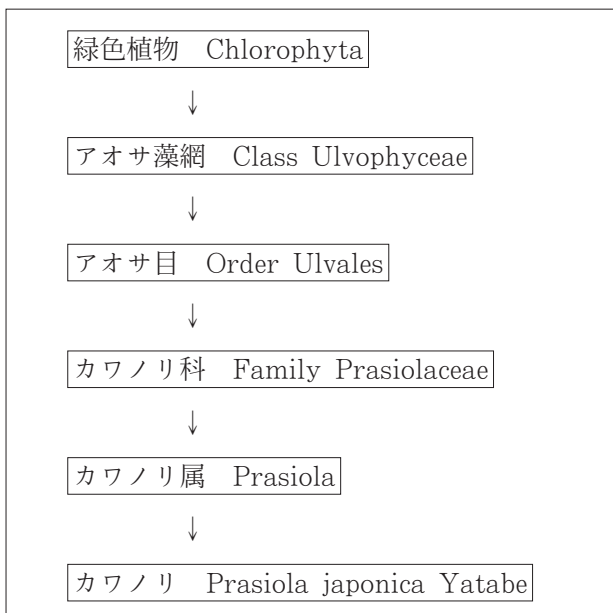 緑色植物 Chlorophyta
↓
アオサ藻網 Class Ulvophyceae
↓
アオサ目 Order Ulvales
↓
カワノリ科 Family Prasiolaceae
↓
カワノリ属 Prasiola
↓
カワノリ Prasiola japonica Yatabe